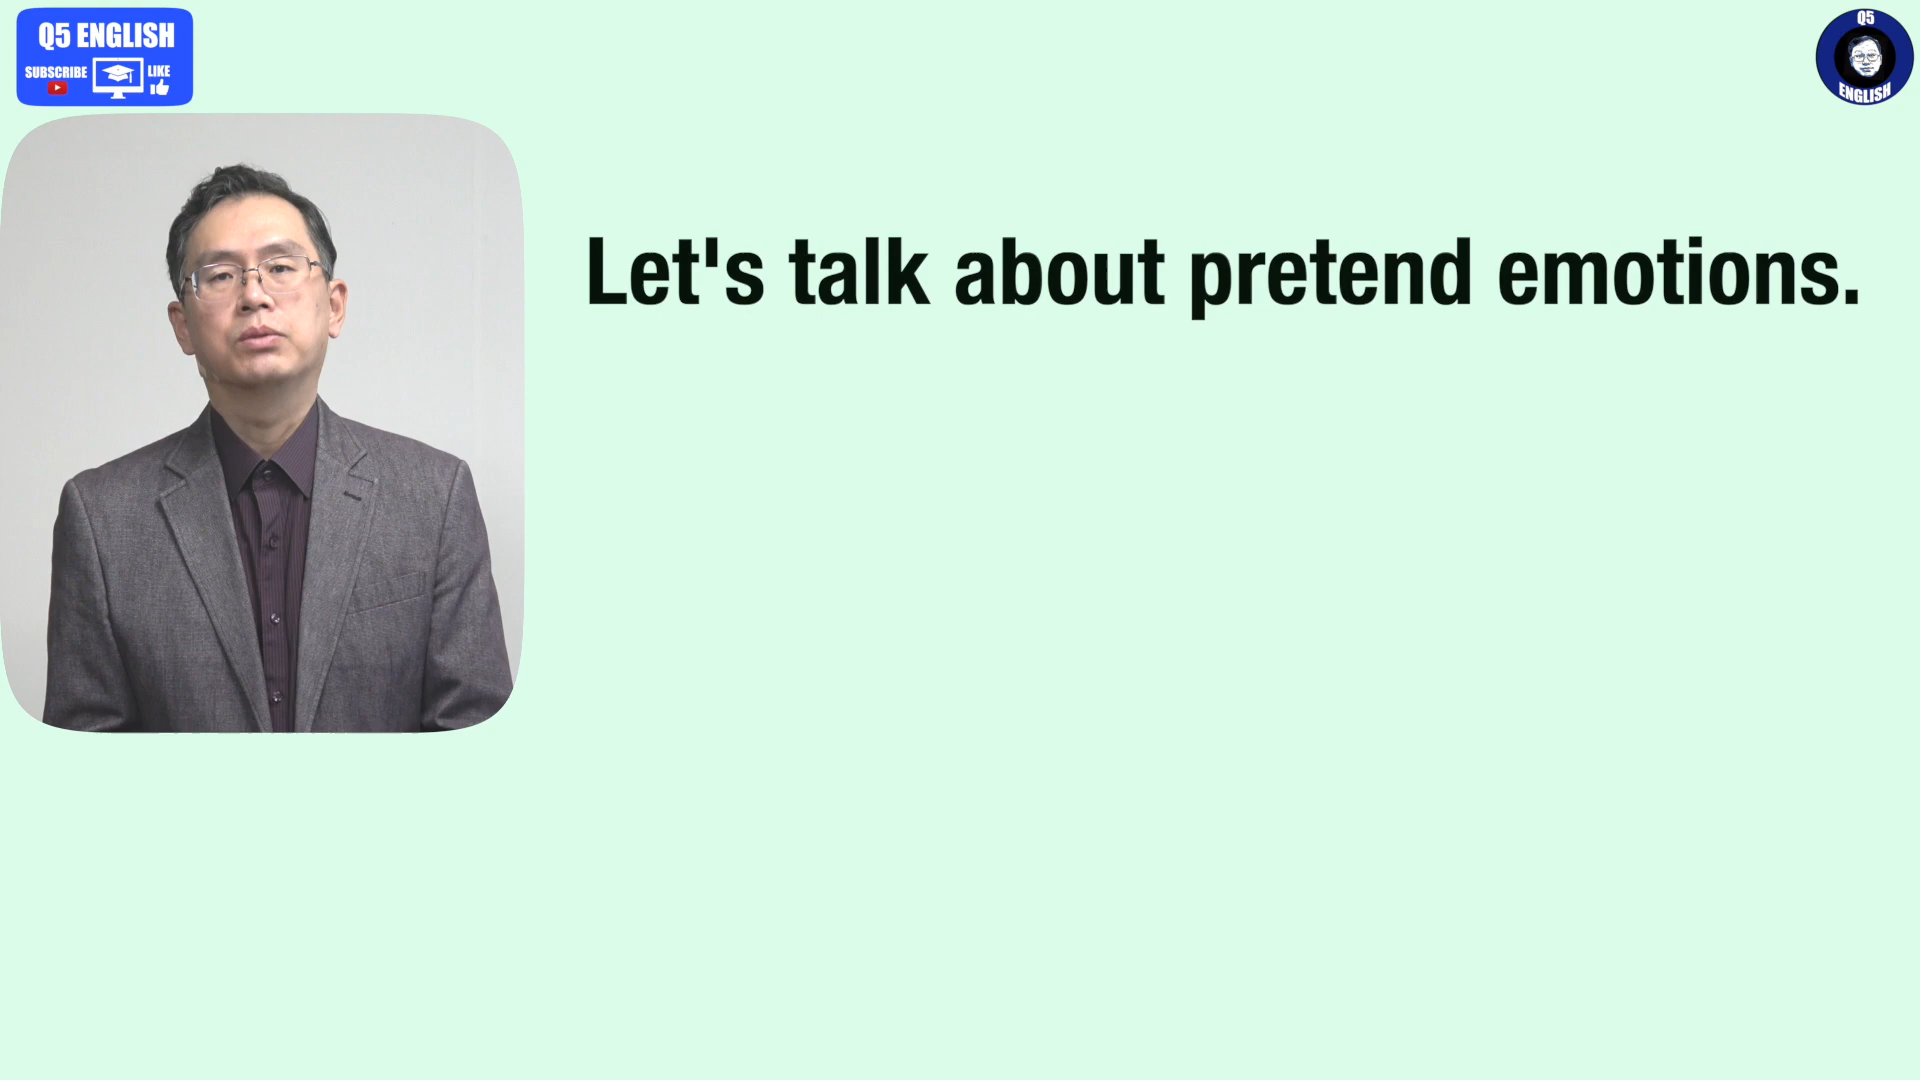 Q5 ENGLISH
SUBSCRIBE LIKE
Q5
ENGLISH
Let's talk about pretend emotions.